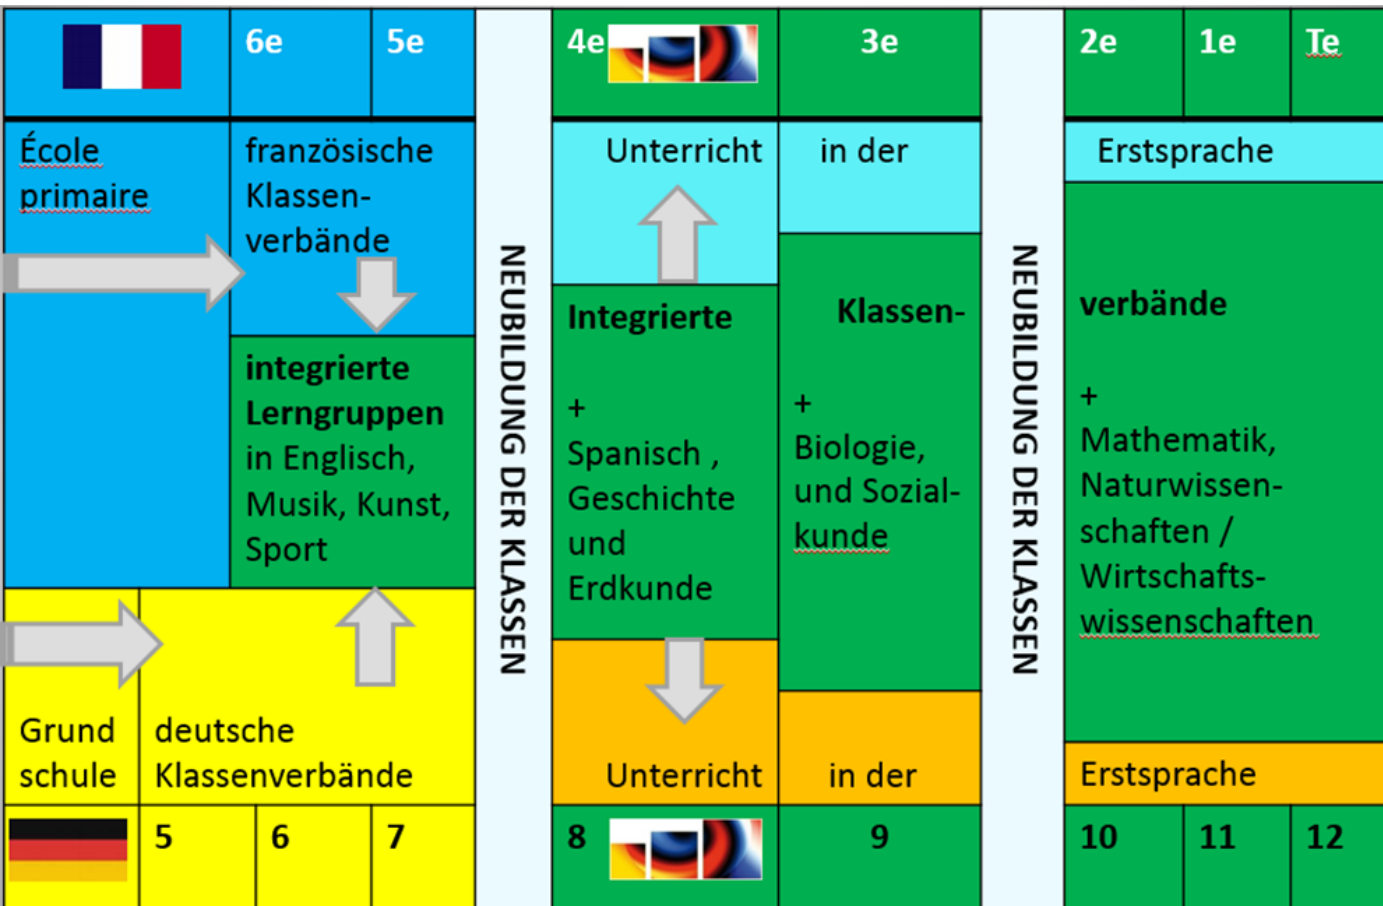 6e
5e
4e
3e
2e
1e
Te
École
primaire
französische
Klassen-
verbände
integrierte
Lerngruppen
in Englisch,
Musik, Kunst,
Sport
Grund
schule
deutsche
Klassenverbände
5
6
7
NEUBILDUNG DER KLASSEN
Unterricht
in der
Integrierte
+
Spanisch ,
Geschichte
und
Erdkunde
Klassen-
+
Biologie,
und Sozial-
kunde
Unterricht
in der
8
9
NEUBILDUNG DER KLASSEN
Erstsprache
verbände
+
Mathematik,
Naturwissen-
schaften /
Wirtschafts-
wissenschaften
Erstsprache
10
11
12